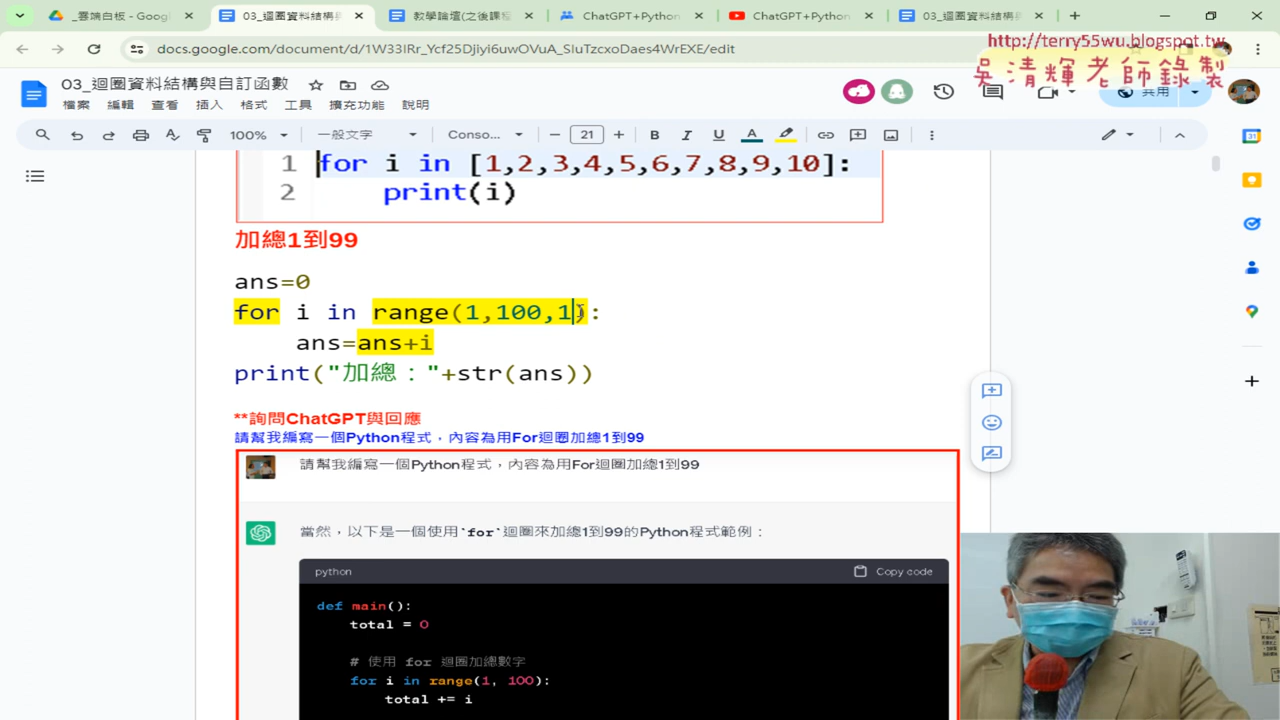 _雲端白板 - Googl
03_迴圈資料結構與
教學論壇(之後課程
ChatGPT+Python
ChatGPT+Python
03_迴圈資料結構與
docs.google.com/document/d/1W33IRr_Ycf25Djiyi6uwOVuA_SluTzcxoDaes4WrEXE/edit
http://terry55wu.blogspot.tw
吳清輝老師錄製
03_迴圈資料結構與自訂函數
共用
檔案 編輯 查看 插入 格式 工具 擴充功能 說明
100% 一般文字 Conso... 21 B I U A
1 for i in [1,2,3,4,5,6,7,8,9,10]:
2 print(i)
加總1到99
ans=0
for i in range(1,100,1):
ans=ans+i
print("加總："+str(ans))
**詢問ChatGPT與回應
請幫我編寫一個Python程式，內容為用For迴圈加總1到99
請幫我編寫一個Python程式，內容為用For迴圈加總1到99
當然，以下是一個使用`for`迴圈來加總1到99的Python程式範例：
python Copy code
def main():
total = 0
# 使用 for 迴圈加總數字
for i in range(1, 100):
total += i